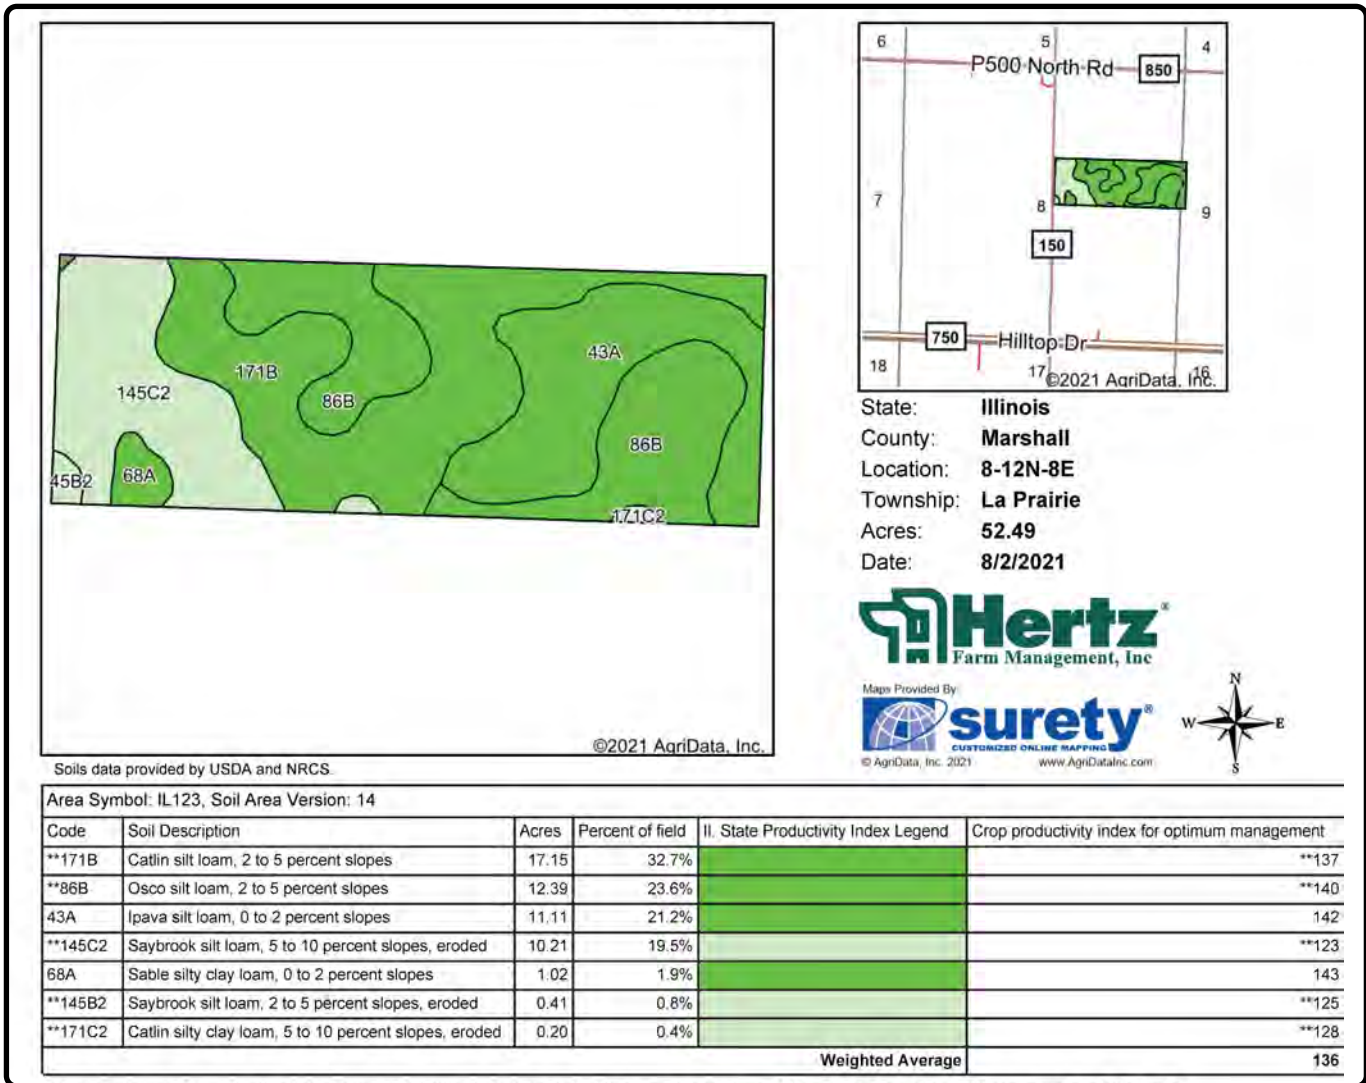 6 5 4
P500 North Rd 850
7 8 9
150
750 Hilltop Dr
18 17 16
©2021 AgriData, Inc.
43A
171B
145C2
86B
86B
68A
45B2
171C2
©2021 AgriData, Inc.
Soils data provided by USDA and NRCS.
State: Illinois
County: Marshall
Location: 8-12N-8E
Township: La Prairie
Acres: 52.49
Date: 8/2/2021
Hertz®
Farm Management, Inc
Maps Provided By:
surety®
CUSTOMIZED ONLINE MAPPING
© AgriData, Inc. 2021 www.AgriDataInc.com
N
W E
S
Area Symbol: IL123, Soil Area Version: 14
Code Soil Description Acres Percent of field II. State Productivity Index Legend Crop productivity index for optimum management
**171B Catlin silt loam, 2 to 5 percent slopes 17.15 32.7% **137
**86B Osco silt loam, 2 to 5 percent slopes 12.39 23.6% **140
43A Ipava silt loam, 0 to 2 percent slopes 11.11 21.2% 142
**145C2 Saybrook silt loam, 5 to 10 percent slopes, eroded 10.21 19.5% **123
68A Sable silty clay loam, 0 to 2 percent slopes 1.02 1.9% 143
**145B2 Saybrook silt loam, 2 to 5 percent slopes, eroded 0.41 0.8% **125
**171C2 Catlin silty clay loam, 5 to 10 percent slopes, eroded 0.20 0.4% **128
Weighted Average 136